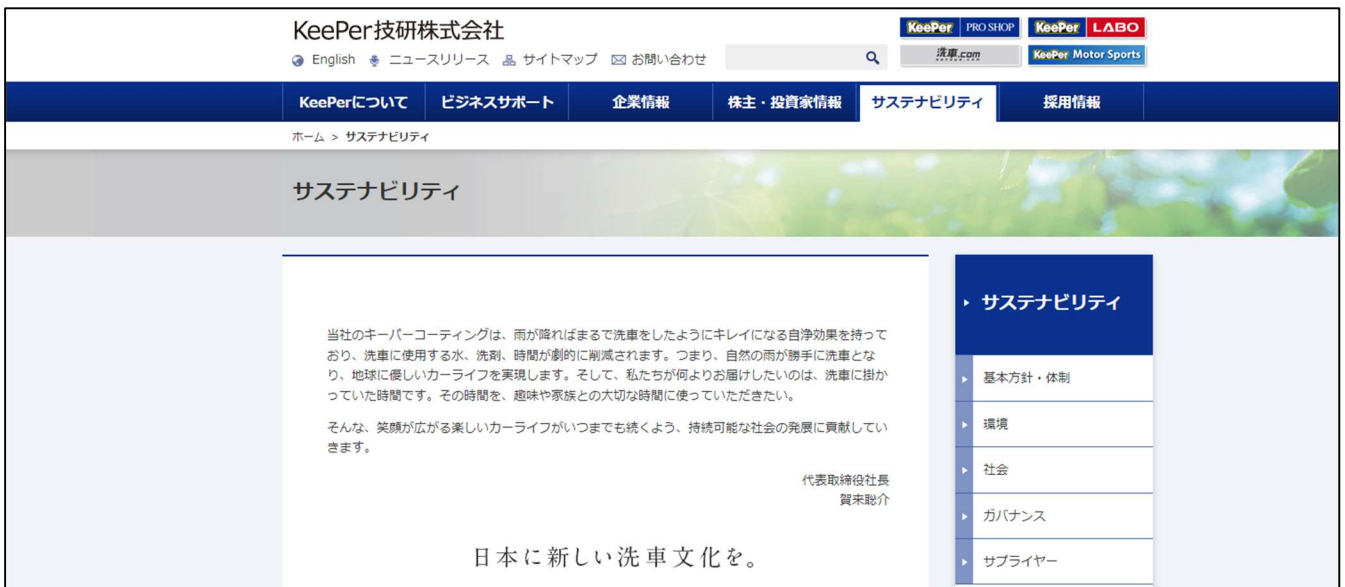 KeePer技研株式会社
KeePer PRO SHOP
KeePer LABO
English ニュースリリース サイトマップ お問い合わせ
洗車.com
KeePer Motor Sports
KeePerについて ビジネスサポート 企業情報 株主・投資家情報 サステナビリティ 採用情報
ホーム > サステナビリティ
サステナビリティ
当社のキーパーコーティングは、雨が降ればまるで洗車をしたようにキレイになる自浄効果を持って
おり、洗車に使用する水、洗剤、時間が劇的に削減されます。つまり、自然の雨が勝手に洗車とな
り、地球に優しいカーライフを実現します。そして、私たちが何よりお届けしたいのは、洗車に掛か
っていた時間です。その時間を、趣味や家族との大切な時間に使っていただきたい。
そんな、笑顔が広がる楽しいカーライフがいつまでも続くよう、持続可能な社会の発展に貢献してい
きます。
代表取締役社長
賀来聡介
日本に新しい洗車文化を。
サステナビリティ
基本方針・体制
環境
社会
ガバナンス
サプライヤー